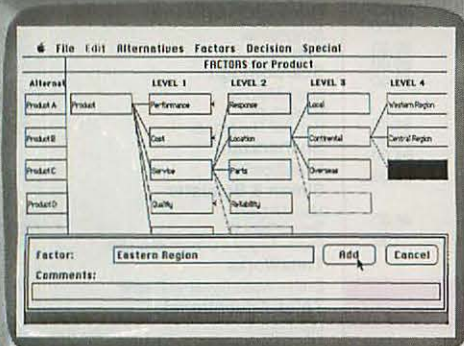 File Edit Alternatives Factors Decision Special
FACTORS for Product
Alternat LEVEL 1 LEVEL 2 LEVEL 3 LEVEL 4
Product A Product Performance Response Local Western Region
Product B Cost Location Continental Central Region
Product C Service Parts Overseas
Product D Quality Reliability
Factor: Eastern Region Add Cancel
Comments: